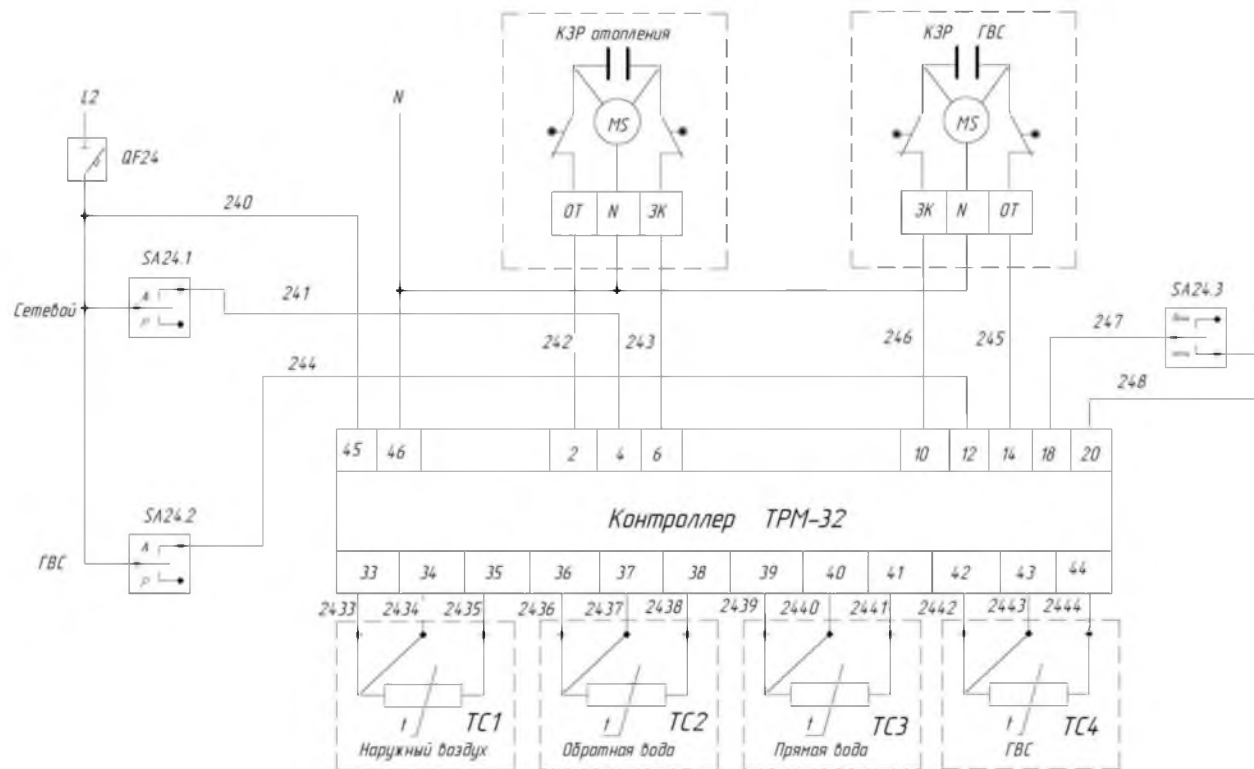 КЗР отопления
КЗР ГВС
L2
N
QF24
MS
MS
240
ОТ N ЗК
ЗК N ОТ
SA24.1
А
Р
Сетевой
241
SA24.3
242
243
246
245
247
244
248
45 46 2 4 6 10 12 14 18 20
Контроллер ТРМ-32
SA24.2
А
Р
ГВС
33 34 35 36 37 38 39 40 41 42 43 44
2433 2434 2435 2436 2437 2438 2439 2440 2441 2442 2443 2444
t ТС1
t ТС2
t ТС3
t ТС4
Наружный воздух
Обратная вода
Прямая вода
ГВС